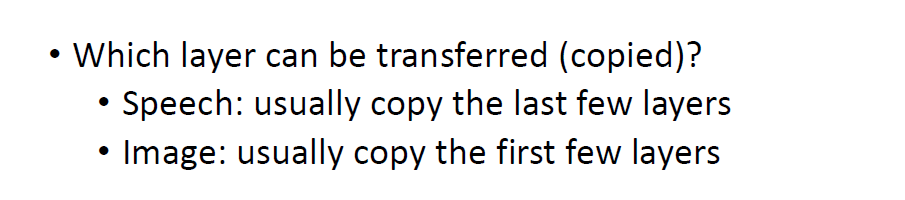 • Which layer can be transferred (copied)?
• Speech: usually copy the last few layers
• Image: usually copy the first few layers